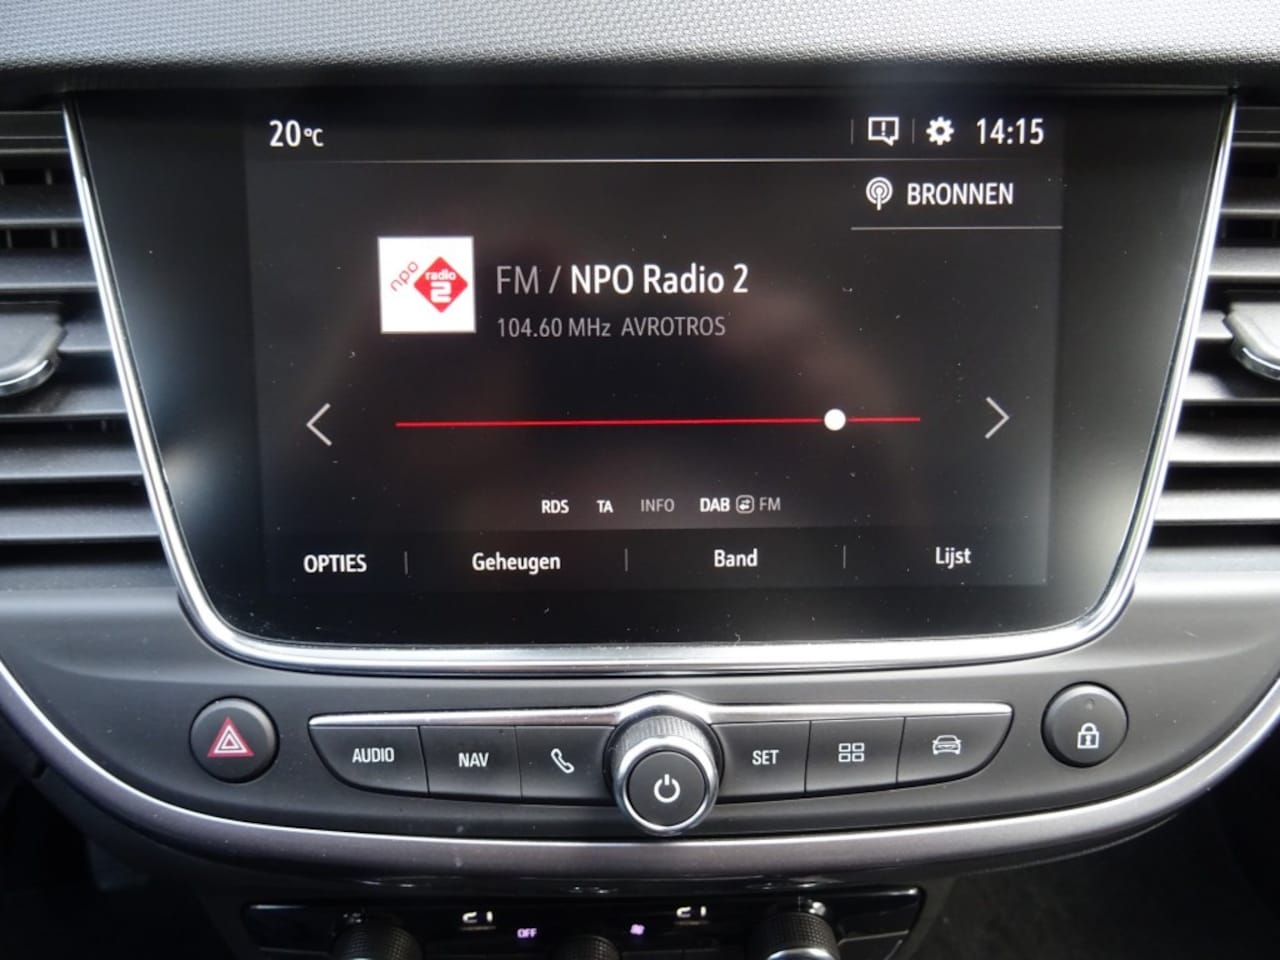 20°C 14:15
BRONNEN
npo radio 2
FM / NPO Radio 2
104.60 MHz AVROTROS
RDS TA INFO DAB FM
OPTIES Geheugen Band Lijst
AUDIO NAV SET
OFF